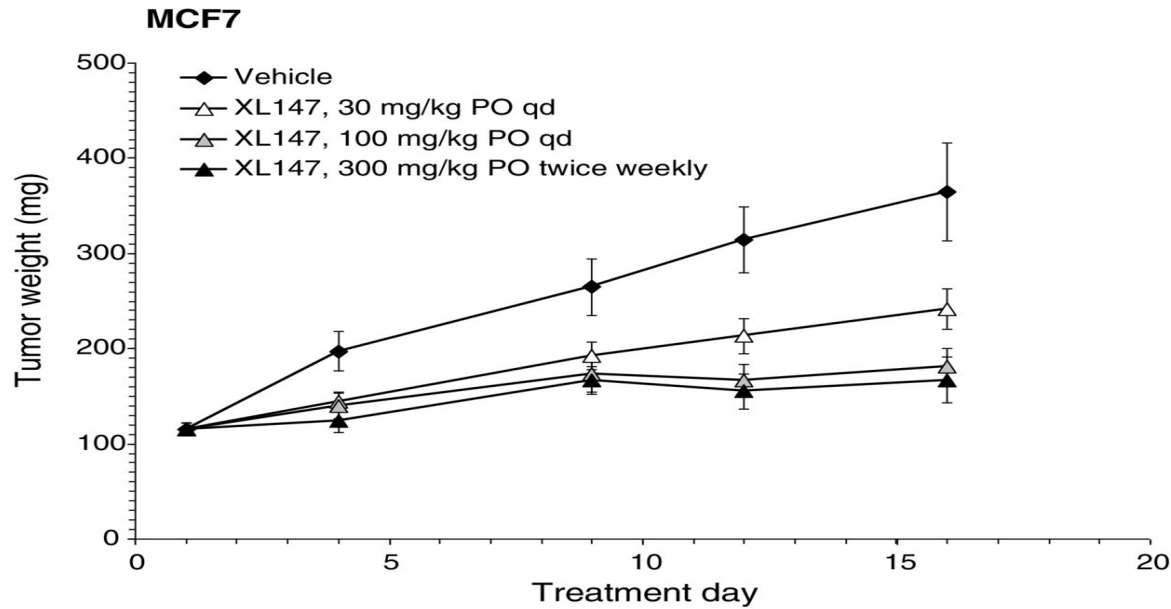 MCF7
500
400
300
200
100
0
Tumor weight (mg)
Vehicle
XL147, 30 mg/kg PO qd
XL147, 100 mg/kg PO qd
XL147, 300 mg/kg PO twice weekly
0 5 10 15 20
Treatment day